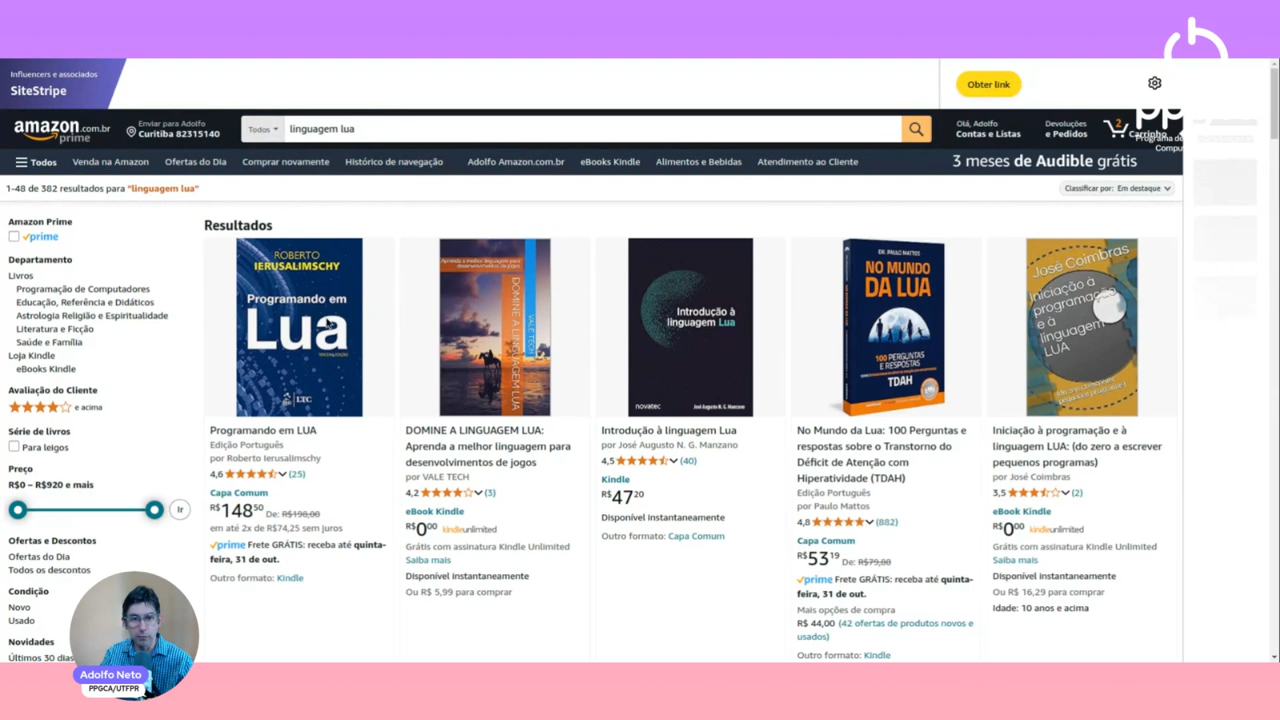 Influencers e associados
SiteStripe
Obter link
amazon.com.br
prime
Enviar para Adolfo
Curitiba 82315140
Todos
linguagem lua
Olá, Adolfo
Contas e Listas
Devoluções
e Pedidos
2
Carrinho
Todos
Venda na Amazon
Ofertas do Dia
Comprar novamente
Histórico de navegação
Adolfo Amazon.com.br
eBooks Kindle
Alimentos e Bebidas
Atendimento ao Cliente
3 meses de Audible grátis
1-48 de 382 resultados para "linguagem lua"
Classificar por: Em destaque
Amazon Prime
prime
Departamento
Livros
Programação de Computadores
Educação, Referência e Didáticos
Astrologia Religião e Espiritualidade
Literatura e Ficção
Saúde e Família
Loja Kindle
eBooks Kindle
Avaliação do Cliente
e acima
Série de livros
Para leigos
Preço
R$0 – R$920 e mais
Ir
Ofertas e Descontos
Ofertas do Dia
Todos os descontos
Condição
Novo
Usado
Novidades
Últimos 30 dias
Resultados
ROBERTO
IERUSALIMSCHY
Programando em
Lua
LTC
Programando em LUA
Edição Português
por Roberto Ierusalimschy
4,6 (25)
Capa Comum
R$14850 De: R$198,00
em até 2x de R$74,25 sem juros
prime Frete GRÁTIS: receba até quinta-
feira, 31 de out.
Outro formato: Kindle
Aprenda a melhor linguagem para
desenvolvimentos de jogos
DOMINE A LINGUAGEM LUA
VALE TECH
DOMINE A LINGUAGEM LUA:
Aprenda a melhor linguagem para
desenvolvimentos de jogos
por VALE TECH
4,2 (3)
eBook Kindle
R$000 kindleunlimited
Grátis com assinatura Kindle Unlimited
Saiba mais
Disponível instantaneamente
Ou R$ 5,99 para comprar
Introdução à
linguagem Lua
novatec
José Augusto N. G. Manzano
Introdução à linguagem Lua
por José Augusto N. G. Manzano
4,5 (40)
Kindle
R$4720
Disponível instantaneamente
Outro formato: Capa Comum
DR. PAULO MATTOS
NO MUNDO
DA LUA
100 PERGUNTAS
E RESPOSTAS
TDAH
No Mundo da Lua: 100 Perguntas e
respostas sobre o Transtorno do
Déficit de Atenção com
Hiperatividade (TDAH)
Edição Português
por Paulo Mattos
4,8 (882)
Capa Comum
R$5319 De: R$79,00
prime Frete GRÁTIS: receba até quinta-
feira, 31 de out.
Mais opções de compra
R$ 44,00 (42 ofertas de produtos novos e
usados)
Outro formato: Kindle
José Coimbras
Iniciação à
programação
e à
linguagem
LUA
Iniciação à programação e à
linguagem LUA: (do zero a escrever
pequenos programas)
por José Coimbras
3,5 (2)
eBook Kindle
R$000 kindleunlimited
Grátis com assinatura Kindle Unlimited
Saiba mais
Disponível instantaneamente
Ou R$ 16,29 para comprar
Idade: 10 anos e acima
Adolfo Neto
PPGCA/UTFPR